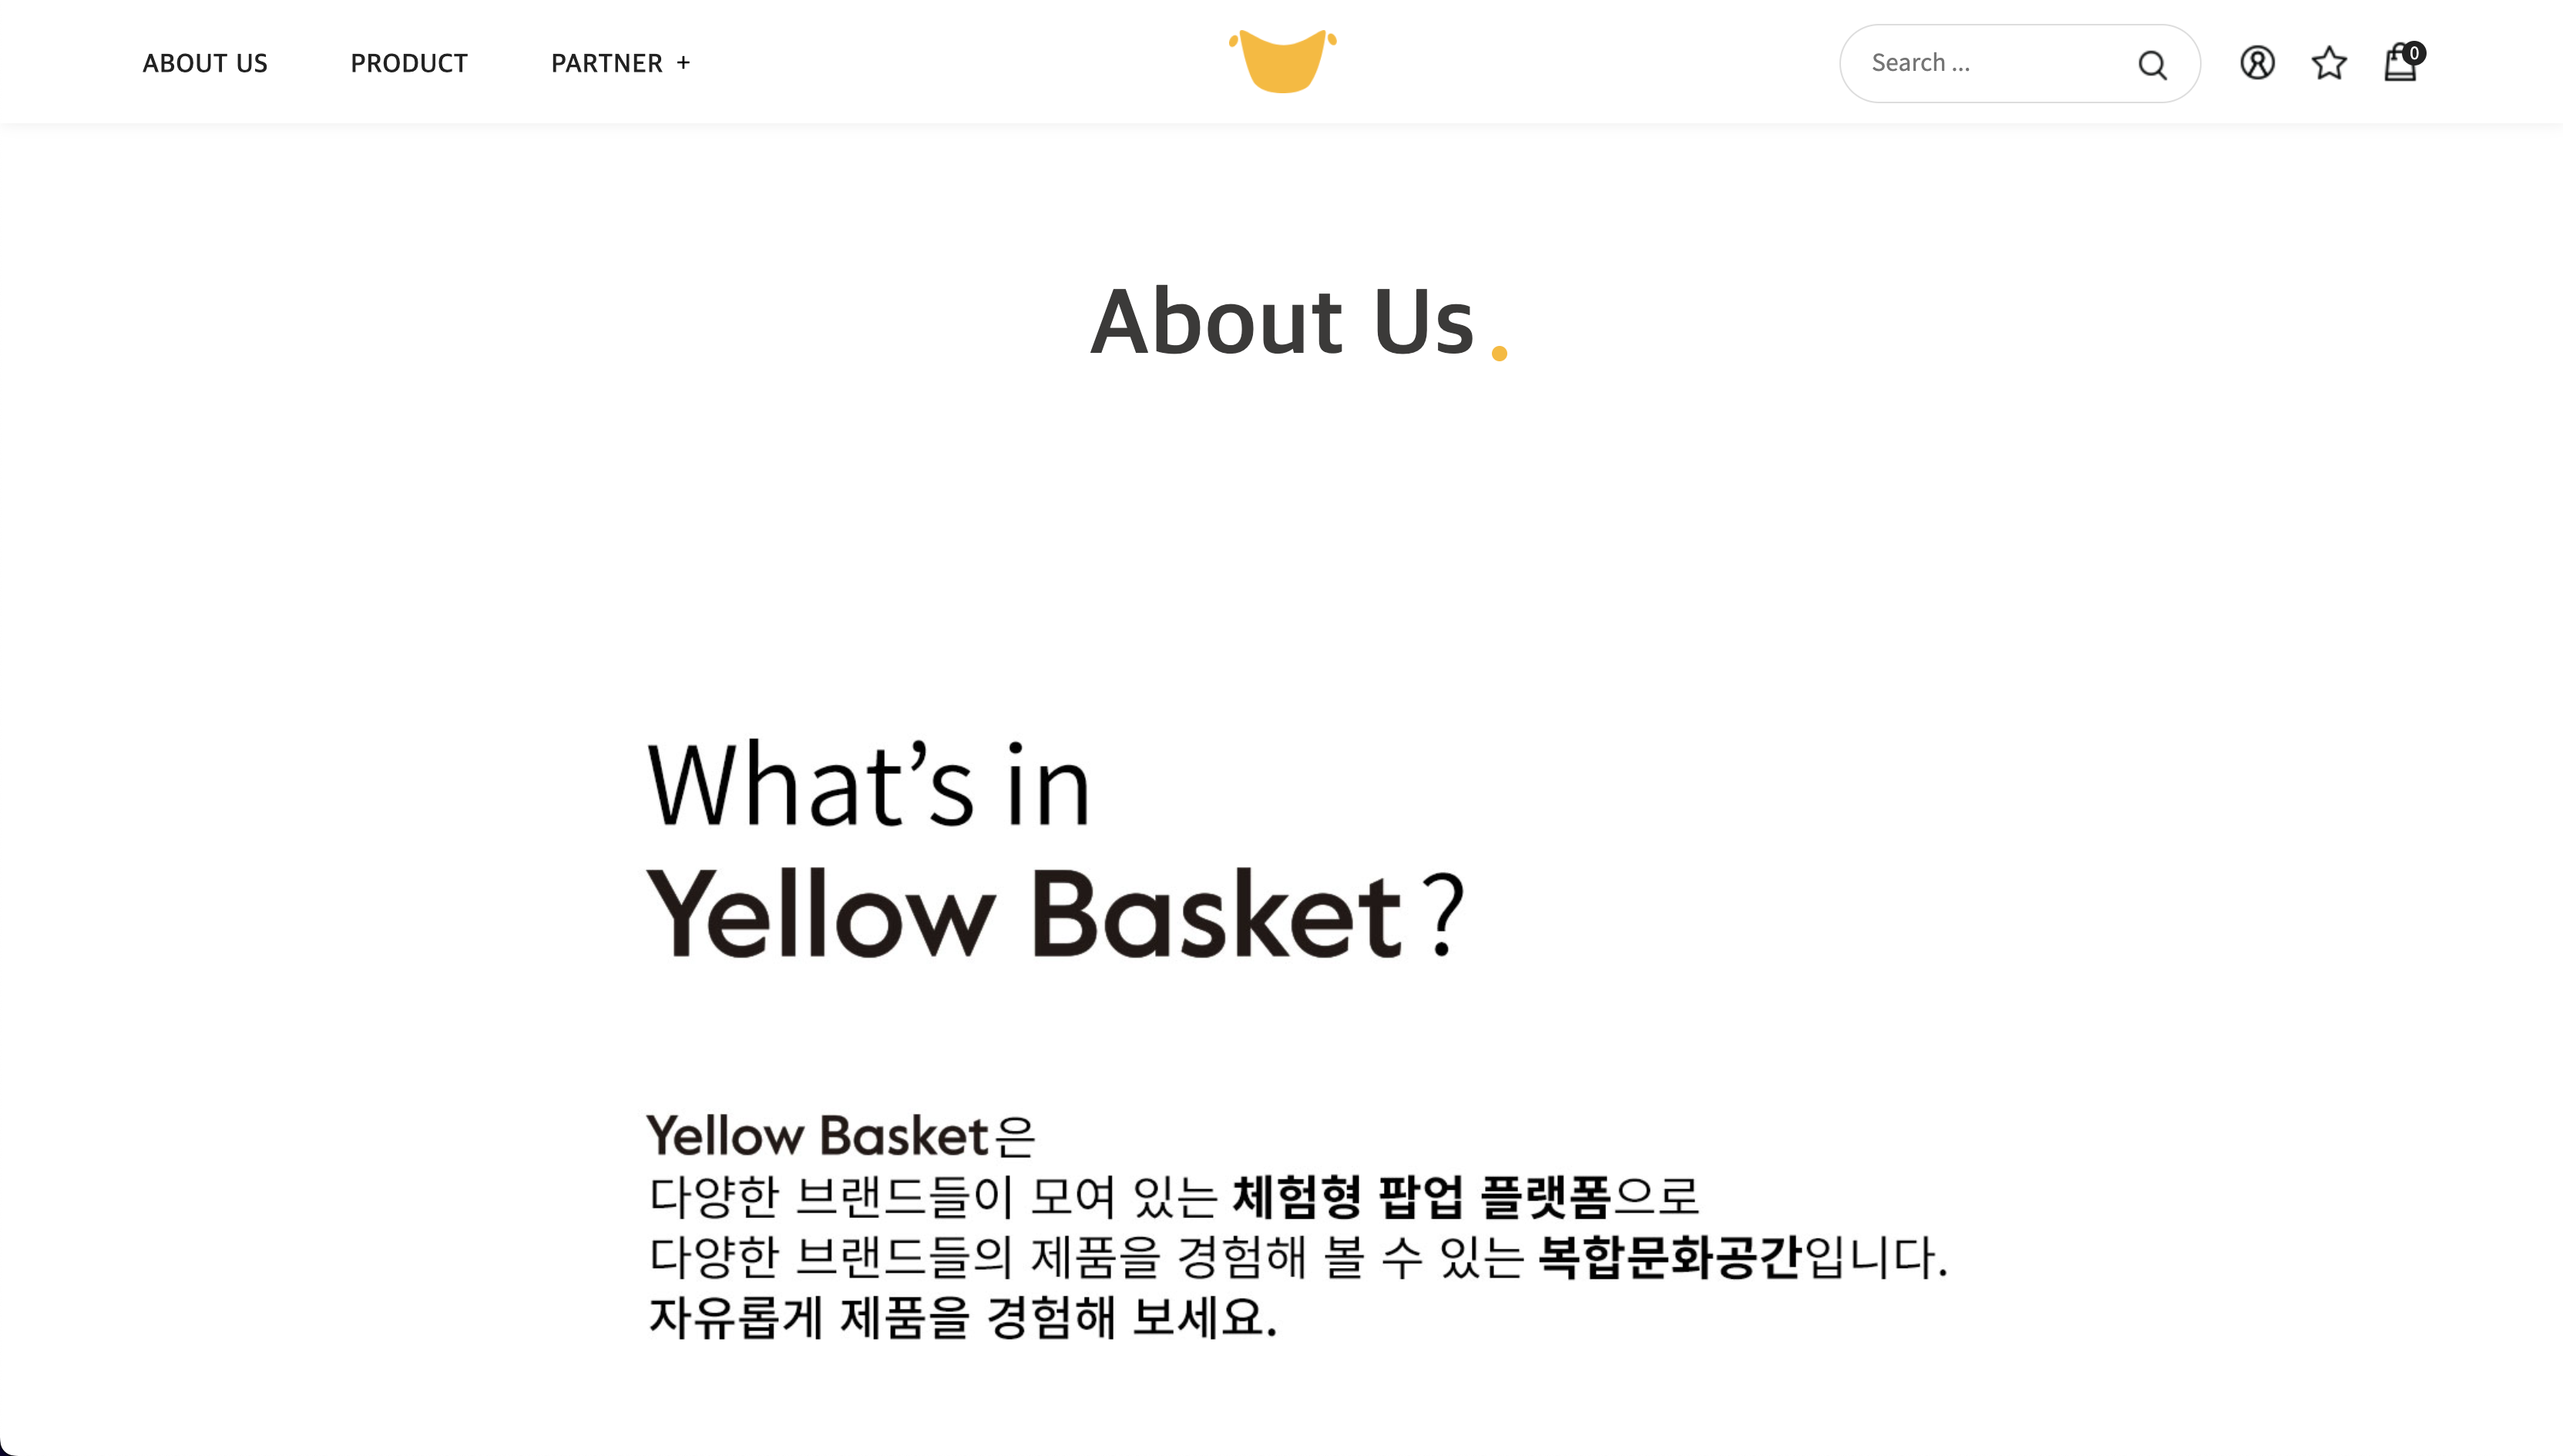 ABOUT US
PRODUCT
PARTNER +
Search ...
0
About Us.
What’s in
Yellow Basket?
Yellow Basket은
다양한 브랜드들이 모여 있는 체험형 팝업 플랫폼으로
다양한 브랜드들의 제품을 경험해 볼 수 있는 복합문화공간입니다.
자유롭게 제품을 경험해 보세요.